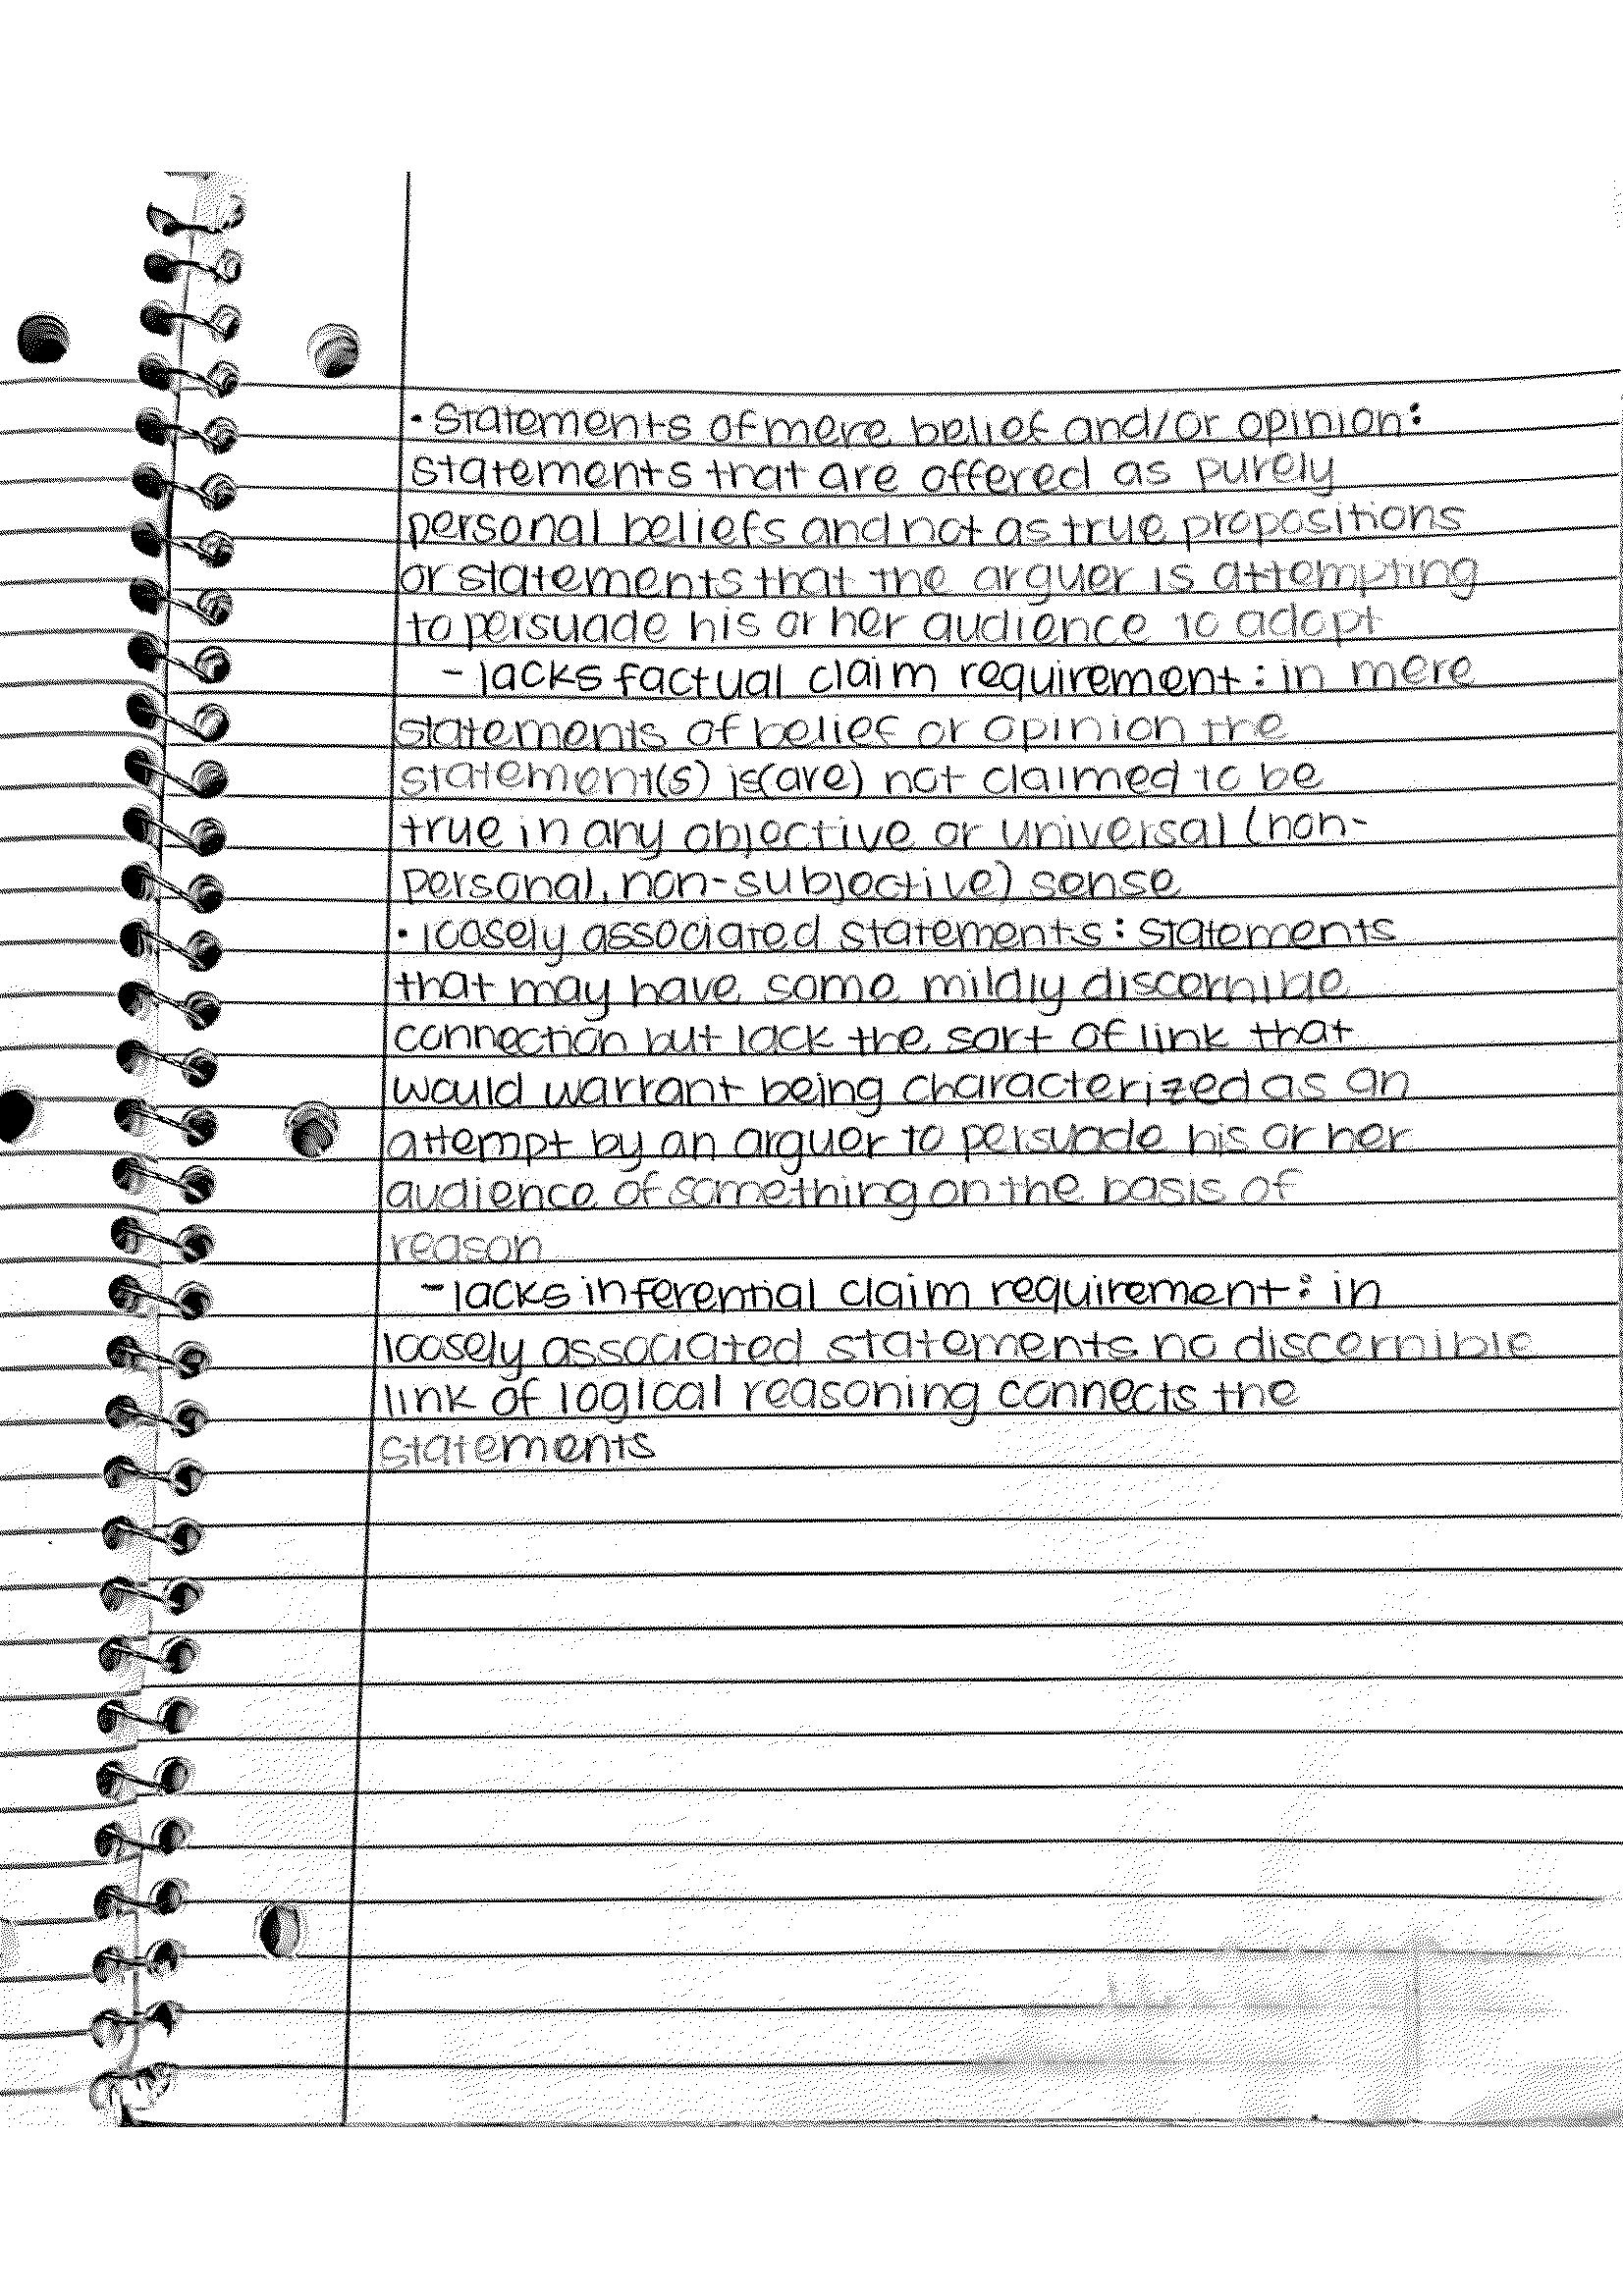 • Statements of mere belief and/or opinion:
statements that are offered as purely
personal beliefs and not as true propositions
or statements that the arguer is attempting
to persuade his or her audience to adopt
- lacks factual claim requirement: in mere
statements of belief or opinion the
statement(s) is(are) not claimed to be
true in any objective or universal (non-
personal, non-subjective) sense
• loosely associated statements: statements
that may have some mildly discernible
connection but lack the sort of link that
would warrant being characterized as an
attempt by an arguer to persuade his or her
audience of something on the basis of
reason
- lacks inferential claim requirement: in
loosely associated statements no discernible
link of logical reasoning connects the
statements